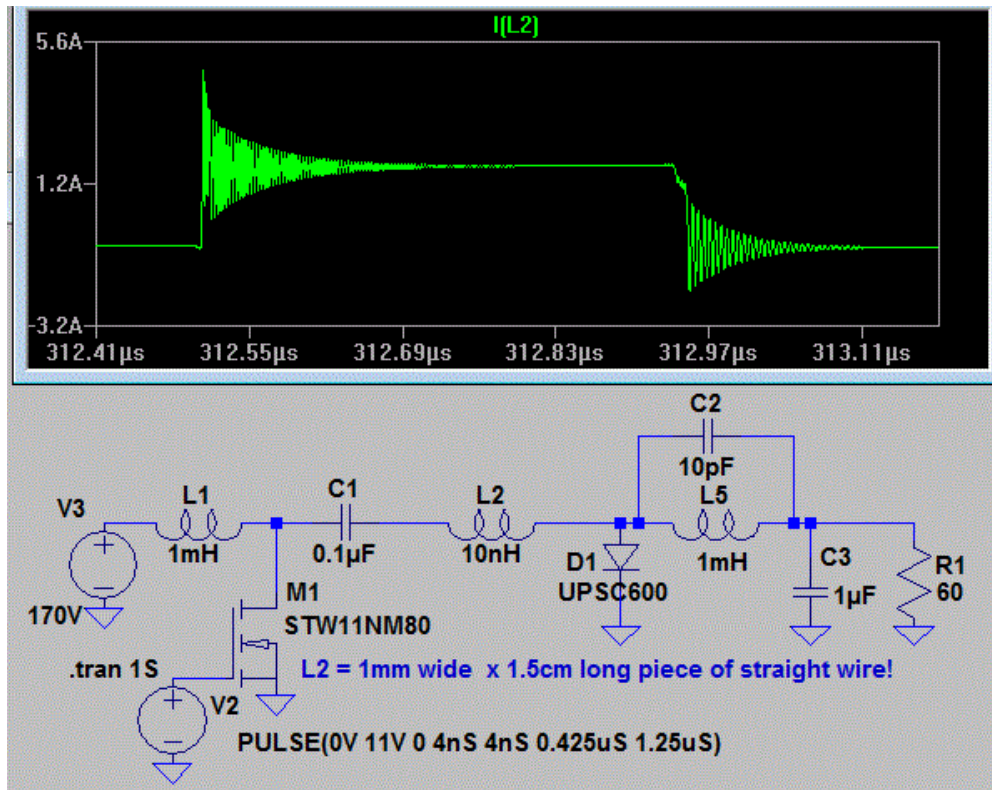 I(L2)
5.6A
1.2A
-3.2A
312.41µs 312.55µs 312.69µs 312.83µs 312.97µs 313.11µs
C2
10pF
V3
L1
C1
L2
L5
1mH
0.1µF
10nH
D1
UPSC600
1mH
C3
1µF
R1
60
170V
M1
STW11NM80
.tran 1S
L2 = 1mm wide x 1.5cm long piece of straight wire!
V2
PULSE(0V 11V 0 4nS 4nS 0.425uS 1.25uS)